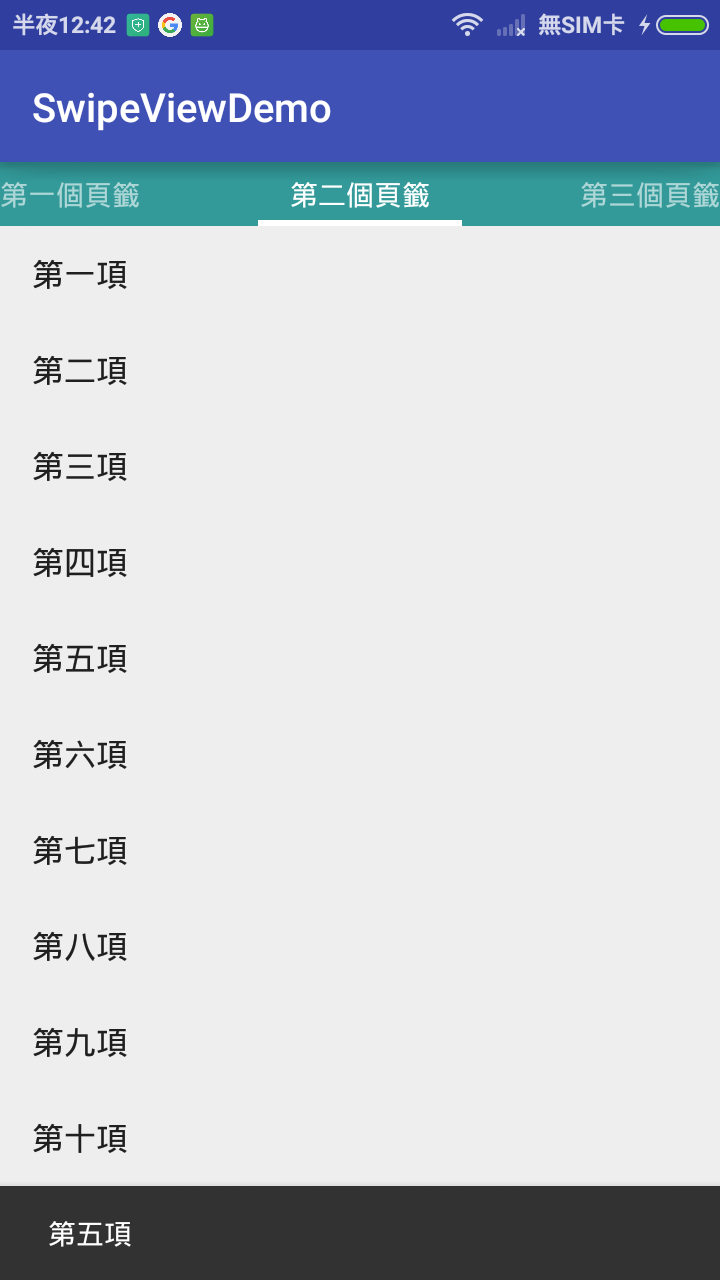 半夜12:42 無SIM卡
SwipeViewDemo
第一個頁籤 第二個頁籤 第三個頁籤
第一項
第二項
第三項
第四項
第五項
第六項
第七項
第八項
第九項
第十項
第五項